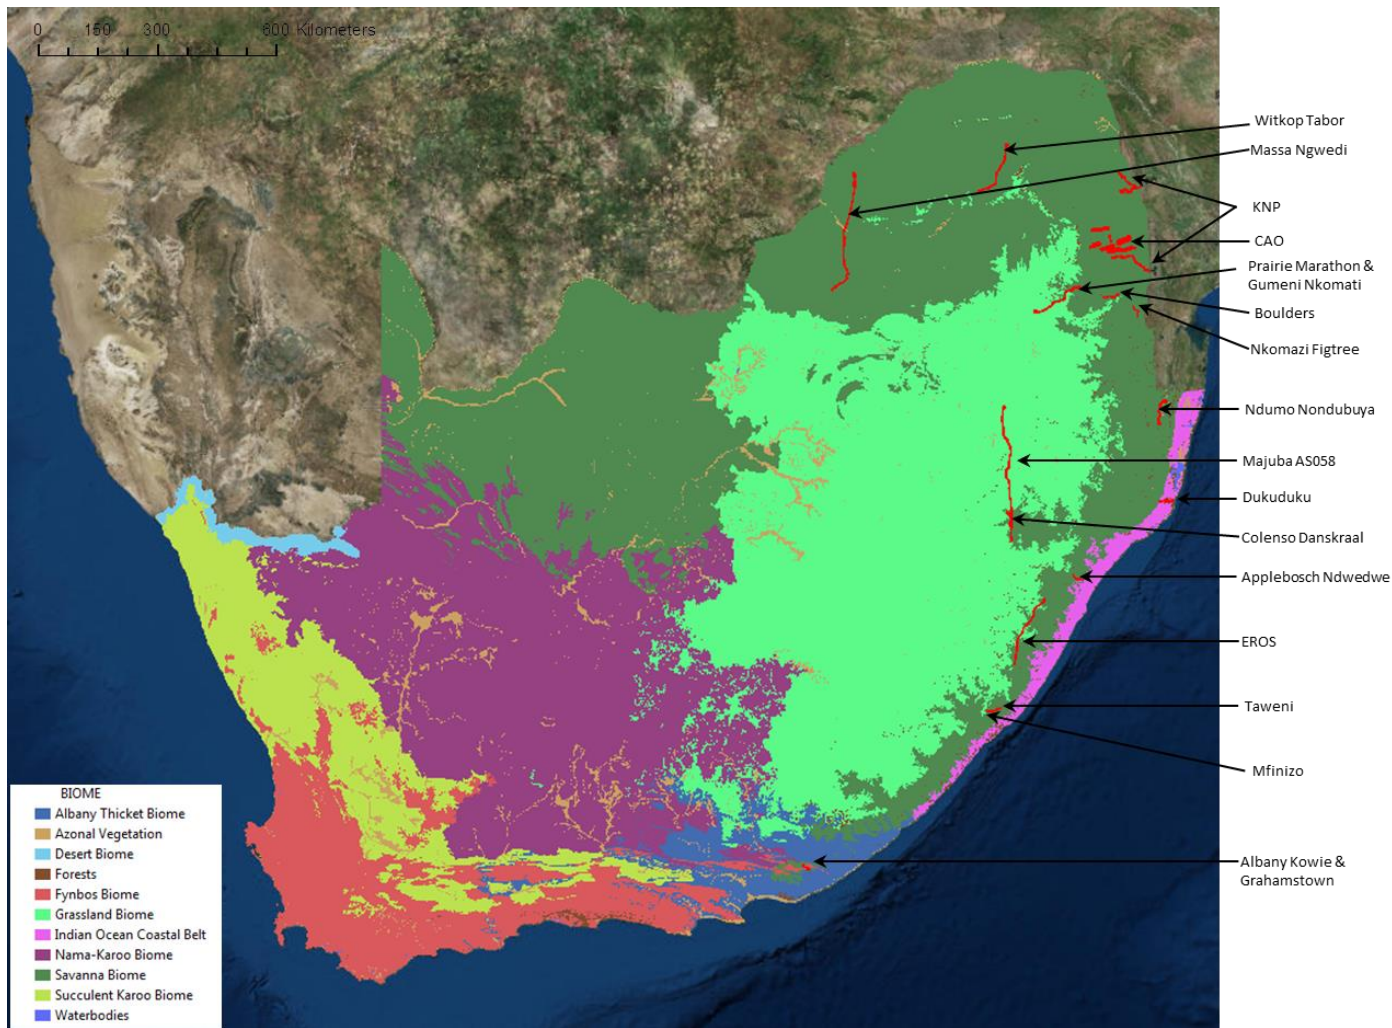 0 150 300 600 Kilometers
Witkop Tabor
Massa Ngwedi
KNP
CAO
Prairie Marathon &
Gumeni Nkomati
Boulders
Nkomazi Figtree
Ndumo Nondubuya
Majuba AS058
Dukuduku
Colenso Danskraal
Applebosch Ndwedwe
EROS
Taweni
Mfinizo
Albany Kowie &
Grahamstown
BIOME
Albany Thicket Biome
Azonal Vegetation
Desert Biome
Forests
Fynbos Biome
Grassland Biome
Indian Ocean Coastal Belt
Nama-Karoo Biome
Savanna Biome
Succulent Karoo Biome
Waterbodies